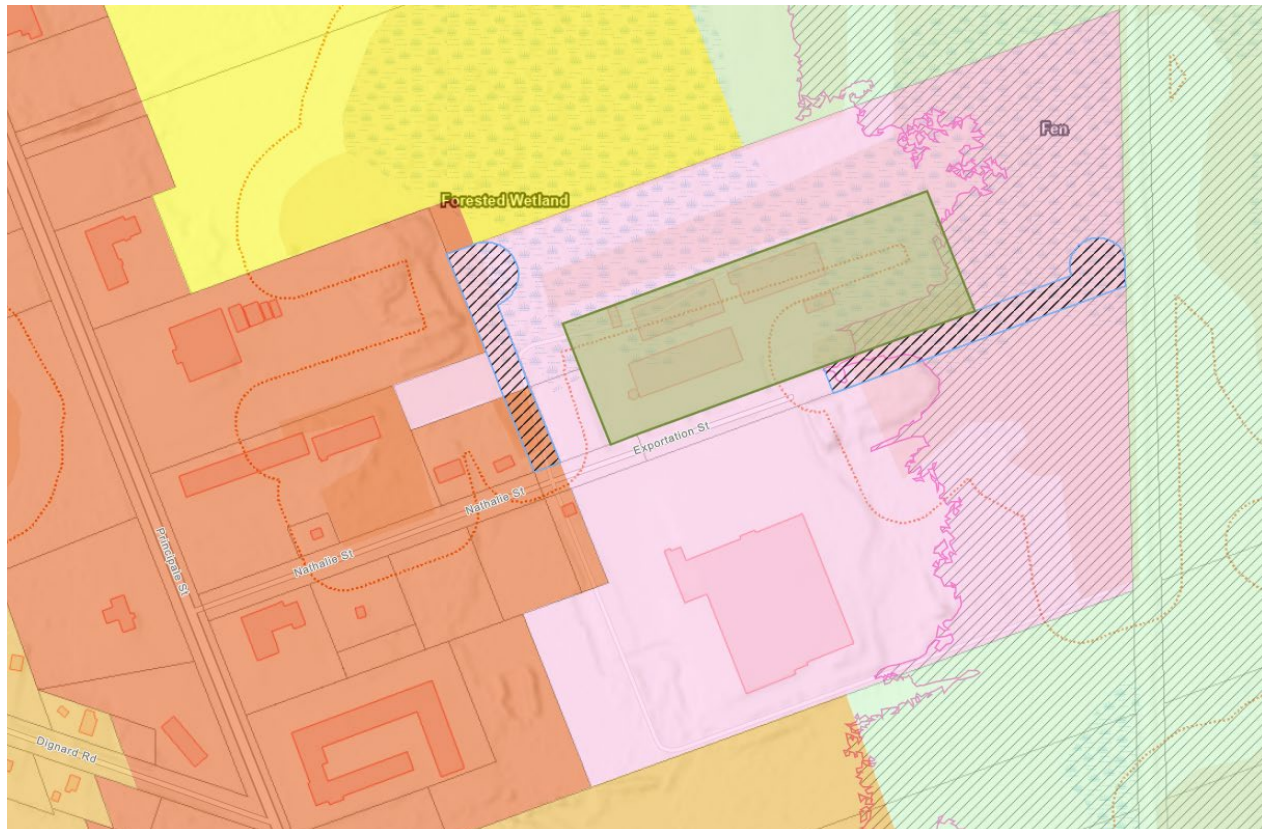 Fen
Forested Wetland
Exportation St
Nathalie St
Nathalie St
Principale St
Dignard Rd